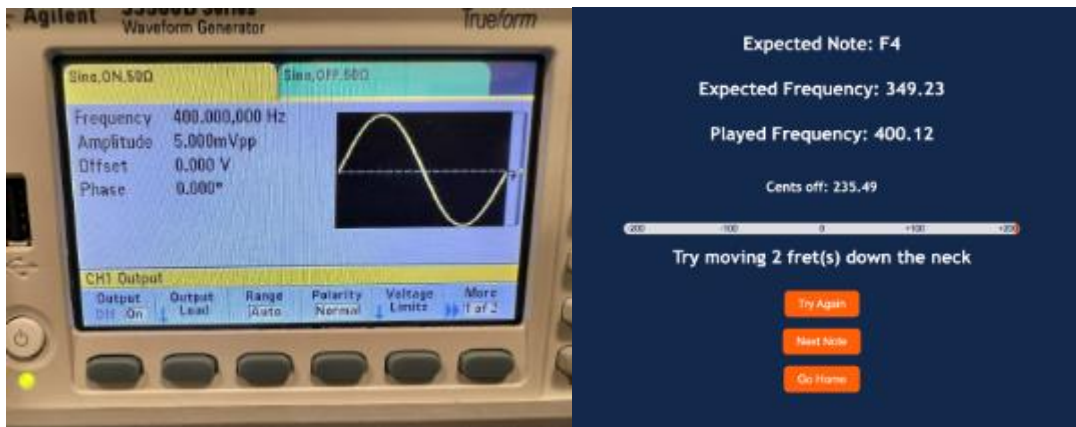 Agilent
Waveform Generator
Trueform
Sine,ON,50Ω
Sine,OFF,50Ω
Frequency 400.000,000 Hz
Amplitude 5.000mVpp
Offset 0.000 V
Phase 0.000°
CH1 Output
Output
Off On
Output
Load
Range
Auto
Polarity
Normal
Voltage
Limits
More
1 of 2
Expected Note: F4
Expected Frequency: 349.23
Played Frequency: 400.12
Cents off: 235.49
-200 -100 0 +100 +200
Try moving 2 fret(s) down the neck
Try Again
Next Note
Go Home